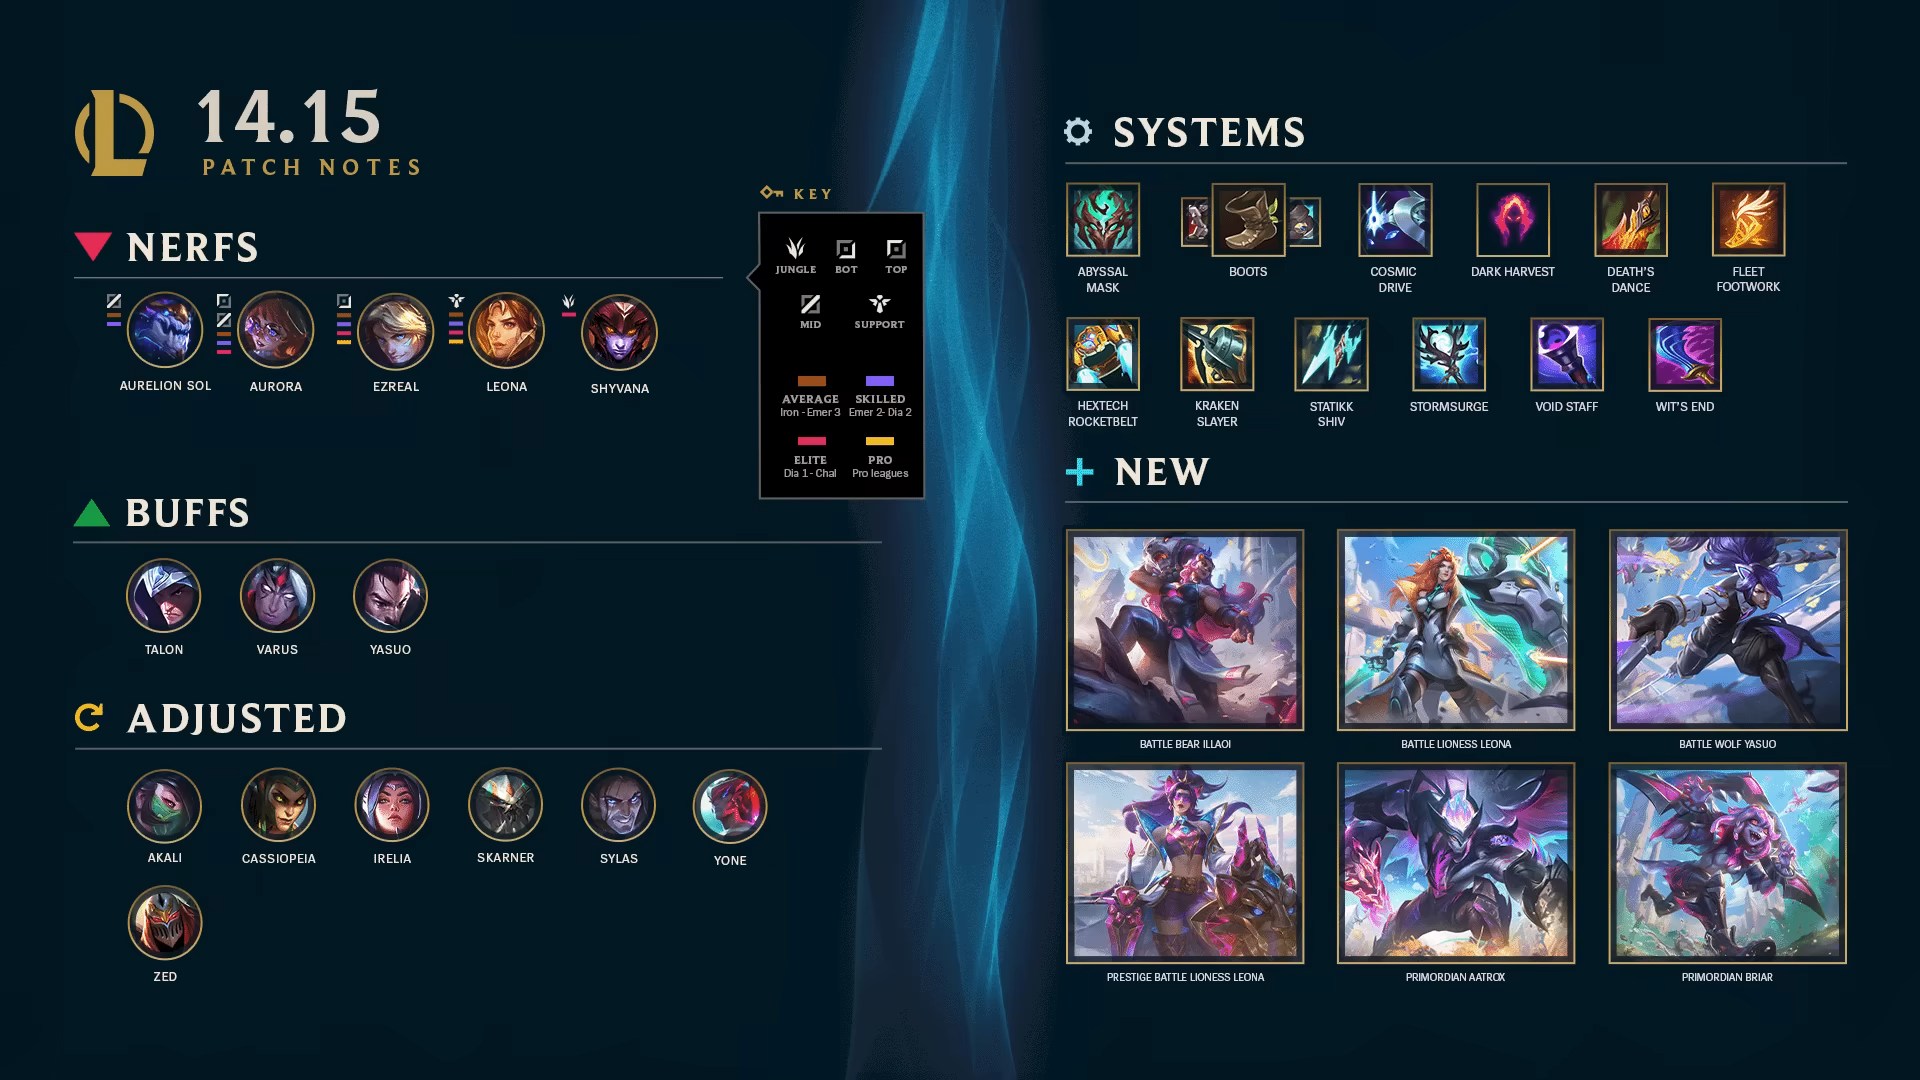 14.15
PATCH NOTES
NERFS
AURELION SOL
AURORA
EZREAL
LEONA
SHYVANA
KEY
JUNGLE
BOT
TOP
MID
SUPPORT
AVERAGE
Iron - Emer 3
SKILLED
Emer 2- Dia 2
ELITE
Dia 1 - Chal
PRO
Pro leagues
BUFFS
TALON
VARUS
YASUO
ADJUSTED
AKALI
CASSIOPEIA
IRELIA
SKARNER
SYLAS
YONE
ZED
SYSTEMS
ABYSSAL
MASK
BOOTS
COSMIC
DRIVE
DARK HARVEST
DEATH'S
DANCE
FLEET
FOOTWORK
HEXTECH
ROCKETBELT
KRAKEN
SLAYER
STATIKK
SHIV
STORMSURGE
VOID STAFF
WIT'S END
NEW
BATTLE BEAR ILLAOI
BATTLE LIONESS LEONA
BATTLE WOLF YASUO
PRESTIGE BATTLE LIONESS LEONA
PRIMORDIAN AATROX
PRIMORDIAN BRIAR